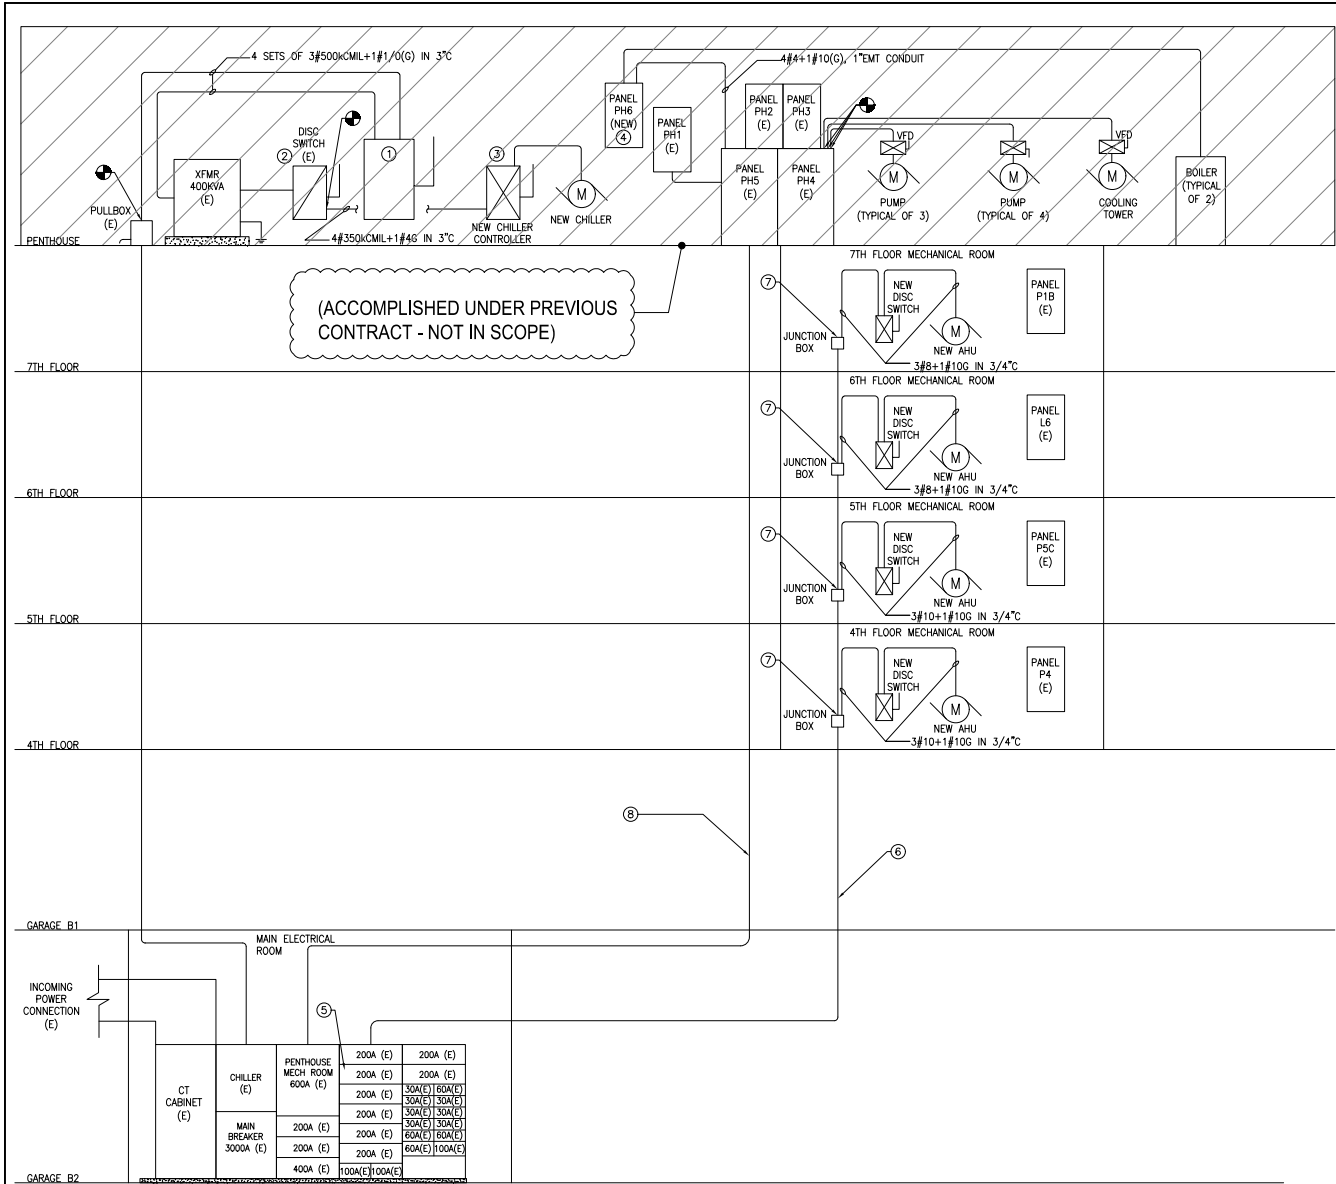 4 SETS OF 3#500kCMIL+1#1/0(G) IN 3"C
4#4+1#10(G), 1"EMT CONDUIT
PANEL
PH6
(NEW)
4
PANEL
PH1
(E)
PANEL
PH2
(E)
PANEL
PH3
(E)
DISC
SWITCH
(E)
2
1
3
XFMR
400KVA
(E)
PULLBOX
(E)
M
NEW CHILLER
NEW CHILLER
CONTROLLER
4#350kCMIL+1#4G IN 3"C
PANEL
PH5
(E)
PANEL
PH4
(E)
VFD
M
PUMP
(TYPICAL OF 3)
M
PUMP
(TYPICAL OF 4)
VFD
M
COOLING
TOWER
BOILER
(TYPICAL
OF 2)
PENTHOUSE
(ACCOMPLISHED UNDER PREVIOUS
CONTRACT - NOT IN SCOPE)
7TH FLOOR MECHANICAL ROOM
7
NEW
DISC
SWITCH
JUNCTION
BOX
M
NEW AHU
3#8+1#10G IN 3/4"C
PANEL
P1B
(E)
7TH FLOOR
6TH FLOOR MECHANICAL ROOM
7
NEW
DISC
SWITCH
JUNCTION
BOX
M
NEW AHU
3#8+1#10G IN 3/4"C
PANEL
L6
(E)
6TH FLOOR
5TH FLOOR MECHANICAL ROOM
7
NEW
DISC
SWITCH
JUNCTION
BOX
M
NEW AHU
3#10+1#10G IN 3/4"C
PANEL
P5C
(E)
5TH FLOOR
4TH FLOOR MECHANICAL ROOM
7
NEW
DISC
SWITCH
JUNCTION
BOX
M
NEW AHU
3#10+1#10G IN 3/4"C
PANEL
P4
(E)
4TH FLOOR
8
6
GARAGE B1
MAIN ELECTRICAL
ROOM
INCOMING
POWER
CONNECTION
(E)
5
CT
CABINET
(E)
CHILLER
(E)
MAIN
BREAKER
3000A (E)
PENTHOUSE
MECH ROOM
600A (E)
200A (E)
200A (E)
400A (E)
200A (E)
200A (E)
200A (E)
200A (E)
200A (E)
200A (E)
100A(E) 100A(E)
200A (E)
200A (E)
30A(E) 60A(E)
30A(E) 30A(E)
30A(E) 30A(E)
30A(E) 30A(E)
60A(E) 60A(E)
60A(E) 100A(E)
GARAGE B2